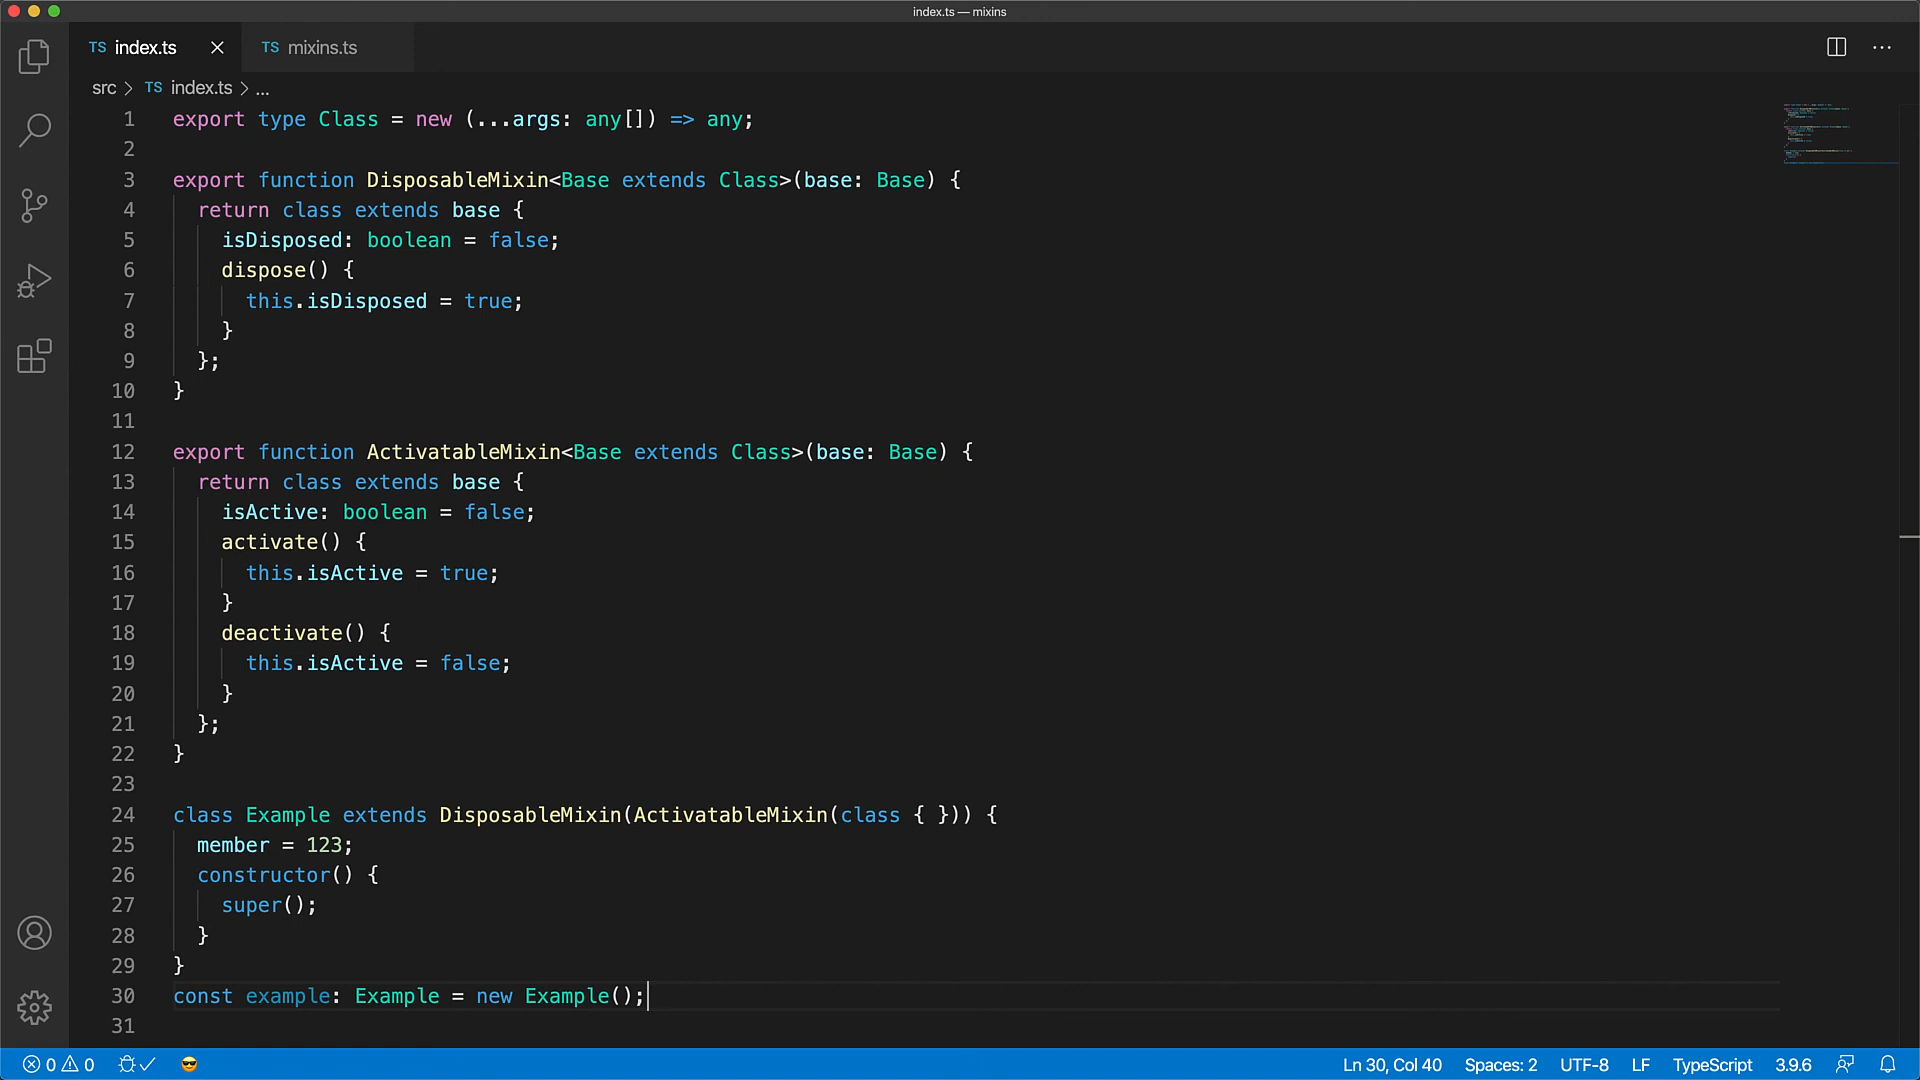 index.ts — mixins
TS index.ts
TS mixins.ts
src > TS index.ts > ...
1 export type Class = new (...args: any[]) => any;
2
3 export function DisposableMixin<Base extends Class>(base: Base) {
4   return class extends base {
5     isDisposed: boolean = false;
6     dispose() {
7       this.isDisposed = true;
8     }
9   };
10 }
11
12 export function ActivatableMixin<Base extends Class>(base: Base) {
13   return class extends base {
14     isActive: boolean = false;
15     activate() {
16       this.isActive = true;
17     }
18     deactivate() {
19       this.isActive = false;
20     }
21   };
22 }
23
24 class Example extends DisposableMixin(ActivatableMixin(class { })) {
25   member = 123;
26   constructor() {
27     super();
28   }
29 }
30 const example: Example = new Example();
31
0 0 Ln 30, Col 40 Spaces: 2 UTF-8 LF TypeScript 3.9.6